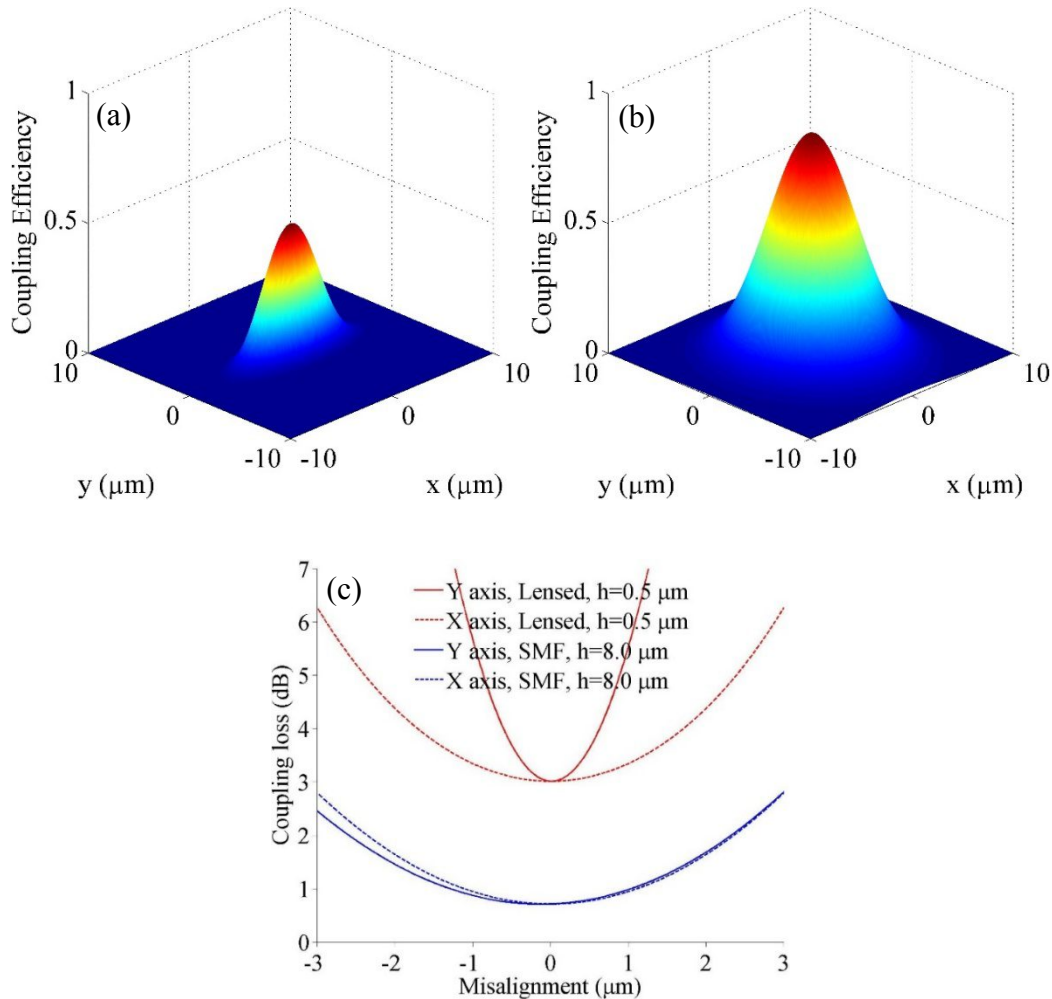 (a)
Coupling Efficiency
1
0.5
0
10
0
-10
-10
0
10
y (μm)
x (μm)
(b)
Coupling Efficiency
1
0.5
0
10
0
-10
-10
0
10
y (μm)
x (μm)
(c)
Coupling loss (dB)
7
6
5
4
3
2
1
0
Y axis, Lensed, h=0.5 μm
X axis, Lensed, h=0.5 μm
Y axis, SMF, h=8.0 μm
X axis, SMF, h=8.0 μm
-3 -2 -1 0 1 2 3
Misalignment (μm)